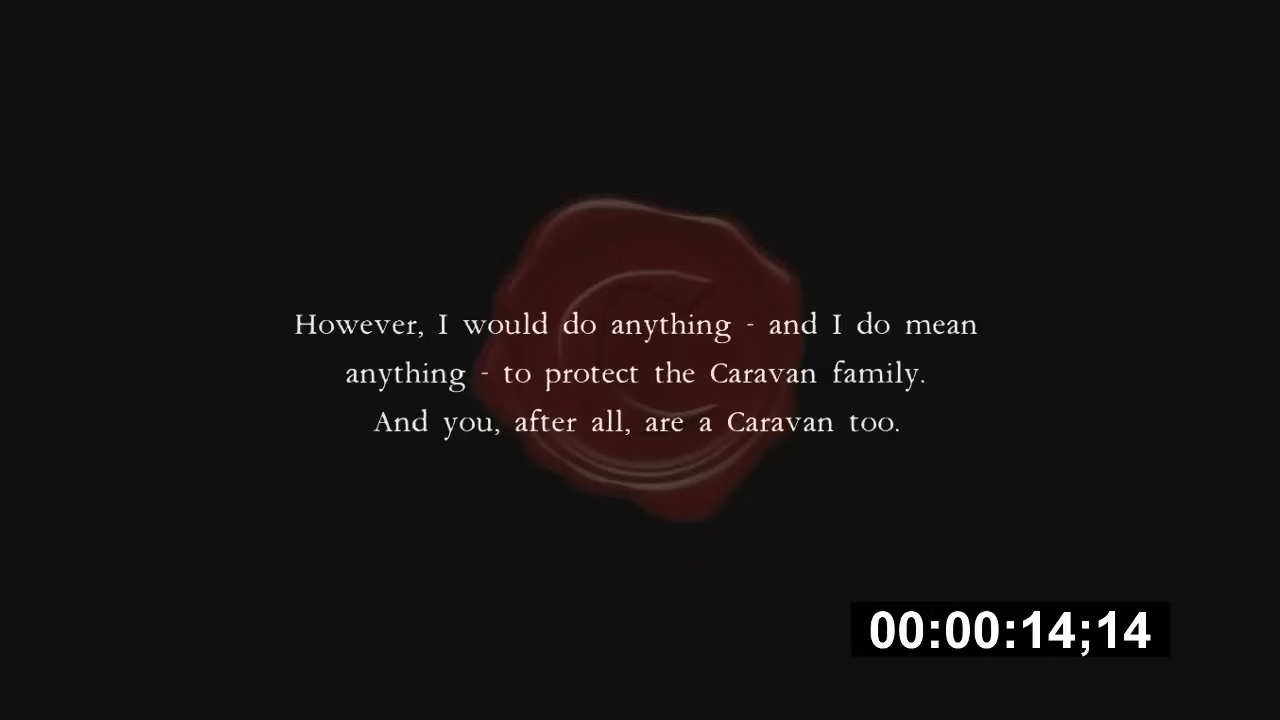 However, I would do anything - and I do mean
anything - to protect the Caravan family.
And you, after all, are a Caravan too.
C
00:00:14;14